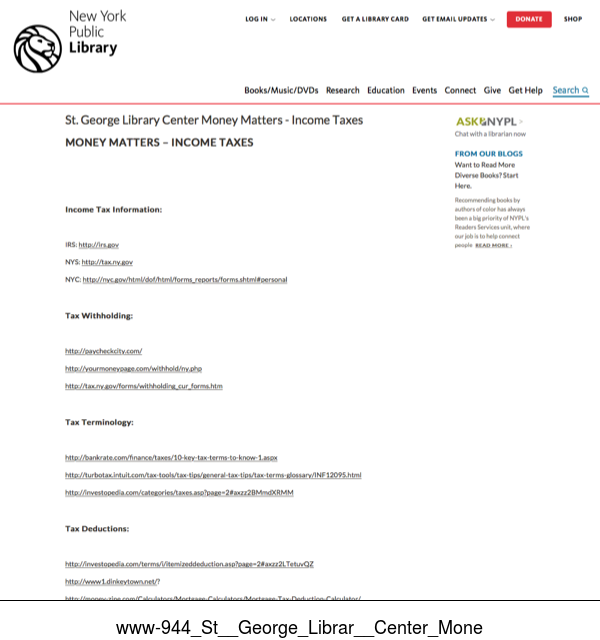 New York
Public
Library
LOG IN
LOCATIONS
GET A LIBRARY CARD
GET EMAIL UPDATES
DONATE
SHOP
Books/Music/DVDs Research Education Events Connect Give Get Help Search
St. George Library Center Money Matters - Income Taxes
MONEY MATTERS – INCOME TAXES
Income Tax Information:
IRS: http://irs.gov
NYS: http://tax.ny.gov
NYC: http://nyc.gov/html/dof/html/forms_reports/forms.shtml#personal
Tax Withholding:
http://paycheckcity.com/
http://yourmoneypage.com/withhold/ny.php
http://tax.ny.gov/forms/withholding_cur_forms.htm
Tax Terminology:
http://bankrate.com/finance/taxes/10-key-tax-terms-to-know-1.aspx
http://turbotax.intuit.com/tax-tools/tax-tips/general-tax-tips/tax-terms-glossary/INF12095.html
http://investopedia.com/categories/taxes.asp?page=2#axzz2BMmdXRMM
Tax Deductions:
http://investopedia.com/terms/i/itemizeddeduction.asp?page=2#axzz2LTetuvQZ
http://www1.dinkeytown.net/?
http://money-zine.com/Calculators/Mortgage-Calculators/Mortgage-Tax-Deduction-Calculator/
ASK NYPL
Chat with a librarian now
FROM OUR BLOGS
Want to Read More
Diverse Books? Start
Here.
Recommending books by
authors of color has always
been a big priority of NYPL's
Readers Services unit, where
our job is to help connect
people READ MORE ›
www-944_St__George_Librar__Center_Mone